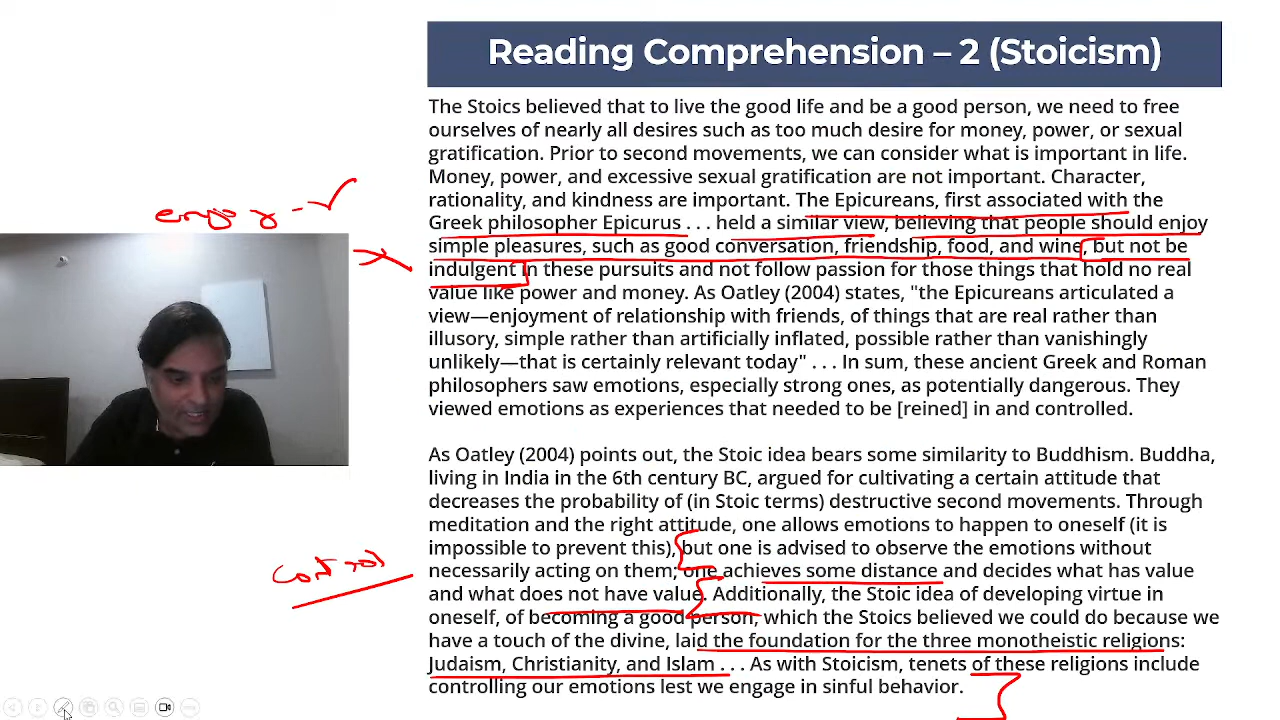 Reading Comprehension – 2 (Stoicism)
The Stoics believed that to live the good life and be a good person, we need to free
ourselves of nearly all desires such as too much desire for money, power, or sexual
gratification. Prior to second movements, we can consider what is important in life.
Money, power, and excessive sexual gratification are not important. Character,
rationality, and kindness are important. The Epicureans, first associated with the
Greek philosopher Epicurus . . . held a similar view, believing that people should enjoy
simple pleasures, such as good conversation, friendship, food, and wine, but not be
indulgent in these pursuits and not follow passion for those things that hold no real
value like power and money. As Oatley (2004) states, "the Epicureans articulated a
view—enjoyment of relationship with friends, of things that are real rather than
illusory, simple rather than artificially inflated, possible rather than vanishingly
unlikely—that is certainly relevant today" . . . In sum, these ancient Greek and Roman
philosophers saw emotions, especially strong ones, as potentially dangerous. They
viewed emotions as experiences that needed to be [reined] in and controlled.
As Oatley (2004) points out, the Stoic idea bears some similarity to Buddhism. Buddha,
living in India in the 6th century BC, argued for cultivating a certain attitude that
decreases the probability of (in Stoic terms) destructive second movements. Through
meditation and the right attitude, one allows emotions to happen to oneself (it is
impossible to prevent this), but one is advised to observe the emotions without
necessarily acting on them; one achieves some distance and decides what has value
and what does not have value. Additionally, the Stoic idea of developing virtue in
oneself, of becoming a good person, which the Stoics believed we could do because we
have a touch of the divine, laid the foundation for the three monotheistic religions:
Judaism, Christianity, and Islam . . . As with Stoicism, tenets of these religions include
controlling our emotions lest we engage in sinful behavior.
enjoy
control